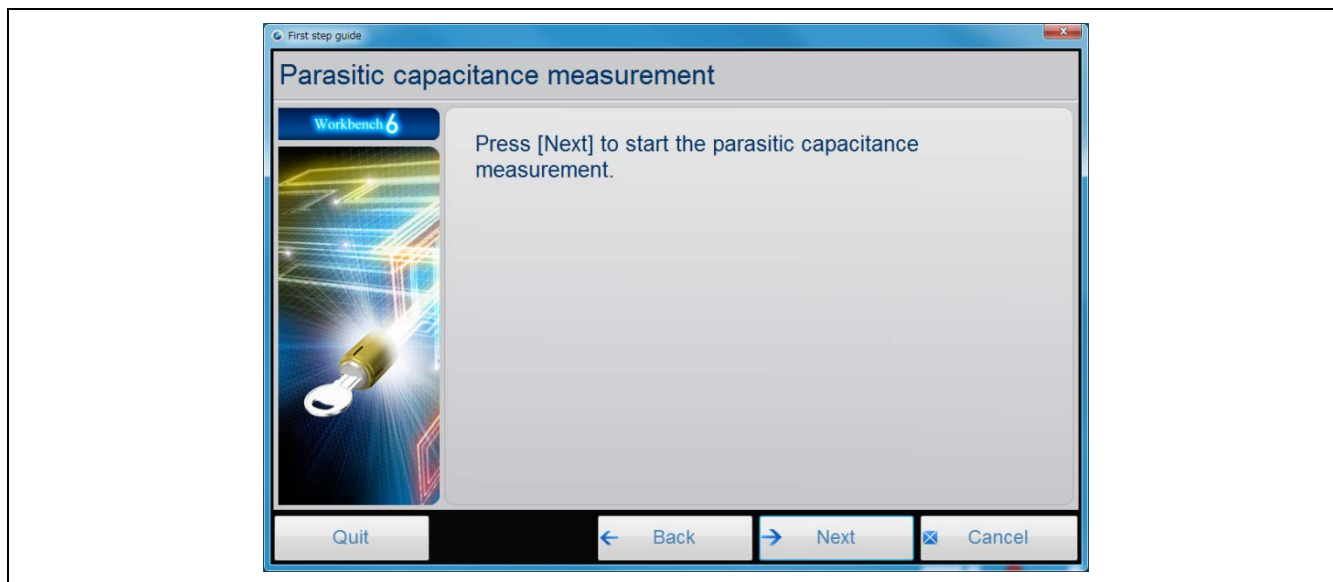 First step guide
Parasitic capacitance measurement
Workbench 6
Press [Next] to start the parasitic capacitance
measurement.
Quit
Back
Next
Cancel